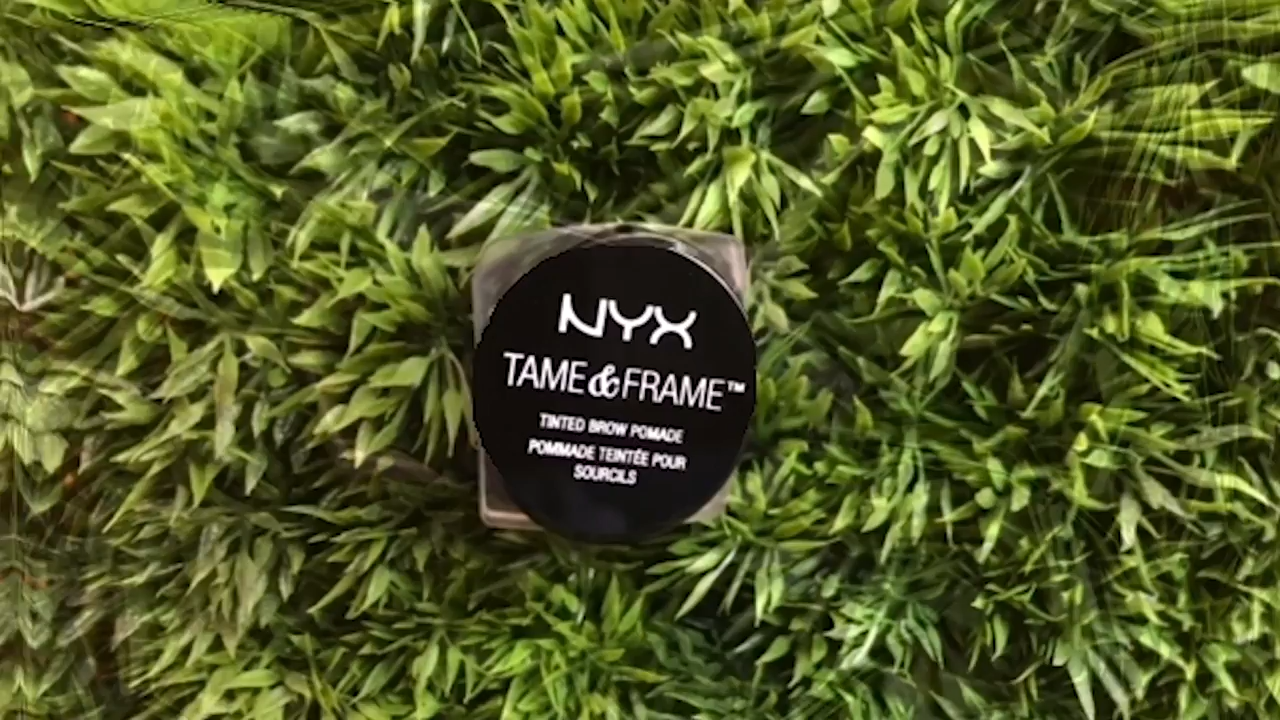 NYX
TAME & FRAME™
TINTED BROW POMADE
POMMADE TEINTÉE POUR
SOURCILS